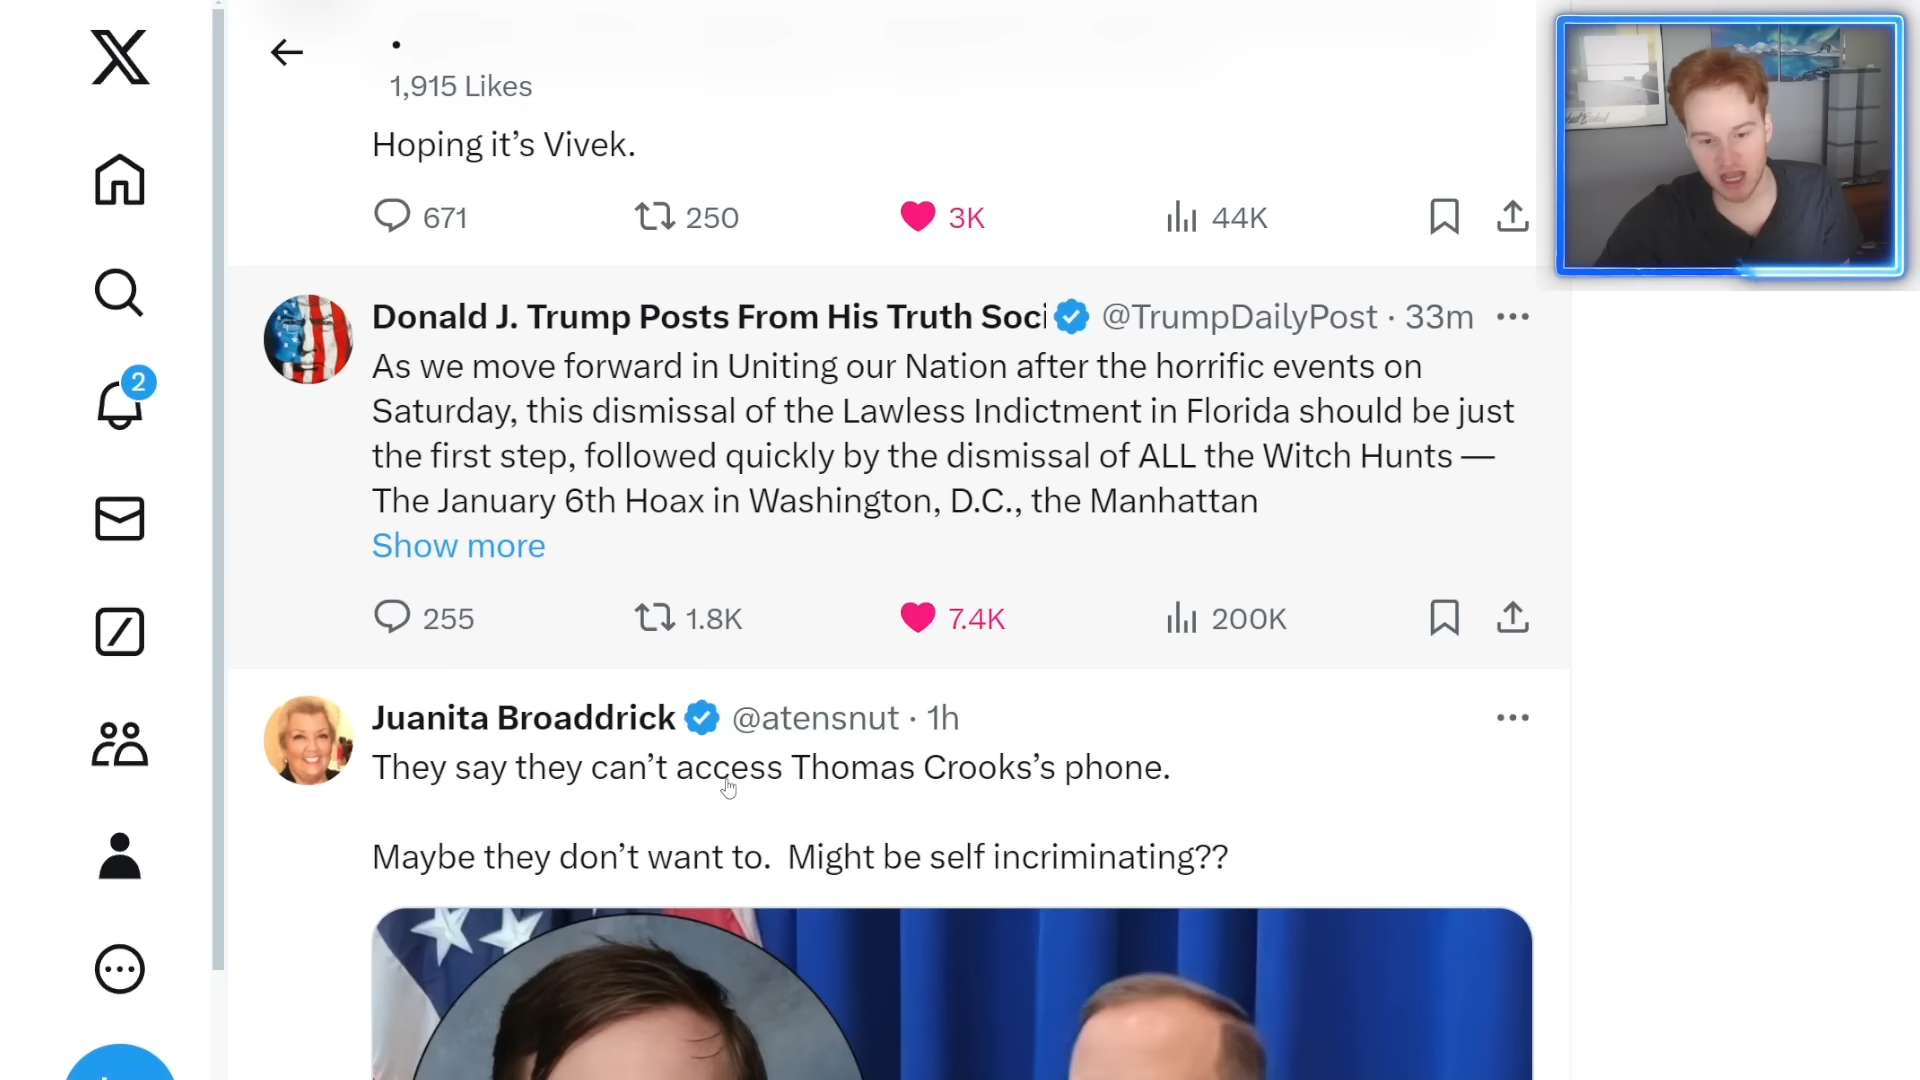 1,915 Likes
Hoping it’s Vivek.
671 250 3K 44K
Donald J. Trump Posts From His Truth Soci @TrumpDailyPost · 33m
As we move forward in Uniting our Nation after the horrific events on
Saturday, this dismissal of the Lawless Indictment in Florida should be just
the first step, followed quickly by the dismissal of ALL the Witch Hunts —
The January 6th Hoax in Washington, D.C., the Manhattan
Show more
255 1.8K 7.4K 200K
2
Juanita Broaddrick @atensnut · 1h
They say they can’t access Thomas Crooks’s phone.
Maybe they don’t want to.  Might be self incriminating??